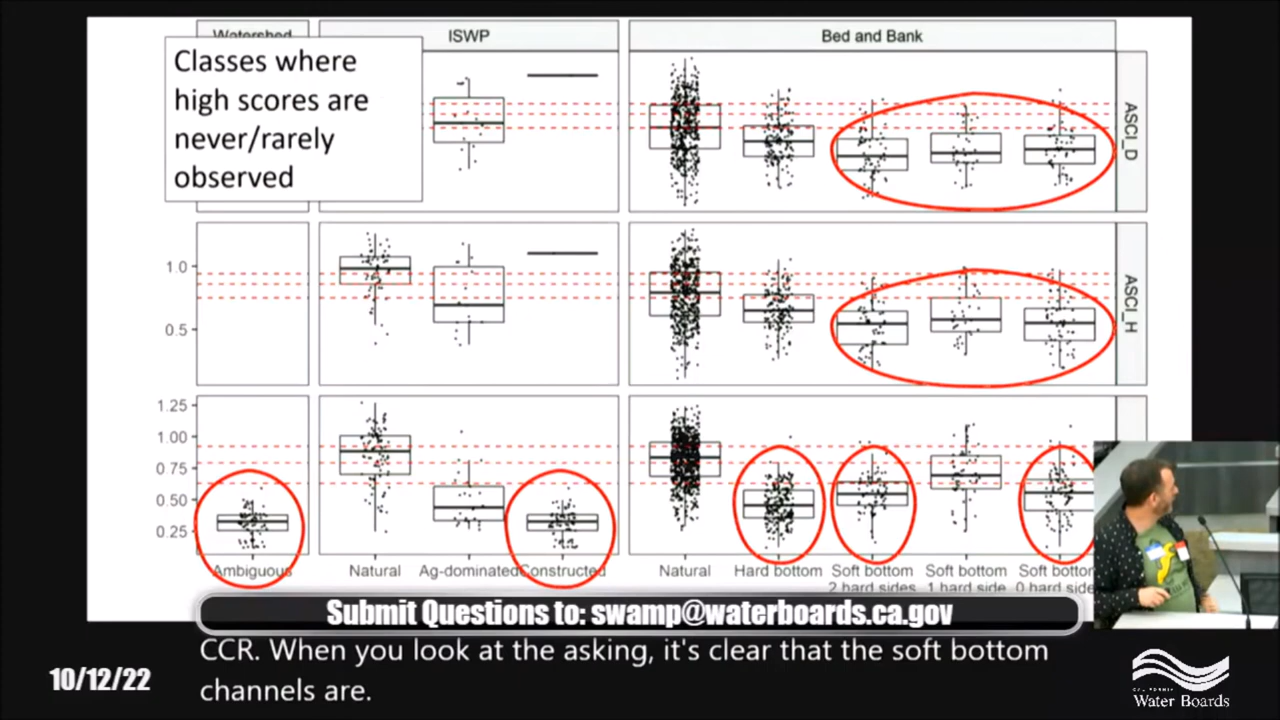 Watershed
ISWP
Bed and Bank
Classes where
high scores are
never/rarely
observed
ASCI_D
1.0
0.5
ASCI_H
1.25
1.00
0.75
0.50
0.25
Ambiguous
Natural
Ag-dominated
Constructed
Natural
Hard bottom
Soft bottom
2 hard sides
Soft bottom
1 hard side
Soft bottom
0 hard side
Submit Questions to: swamp@waterboards.ca.gov
CCR. When you look at the asking, it's clear that the soft bottom
channels are.
10/12/22
CALIFORNIA
Water Boards